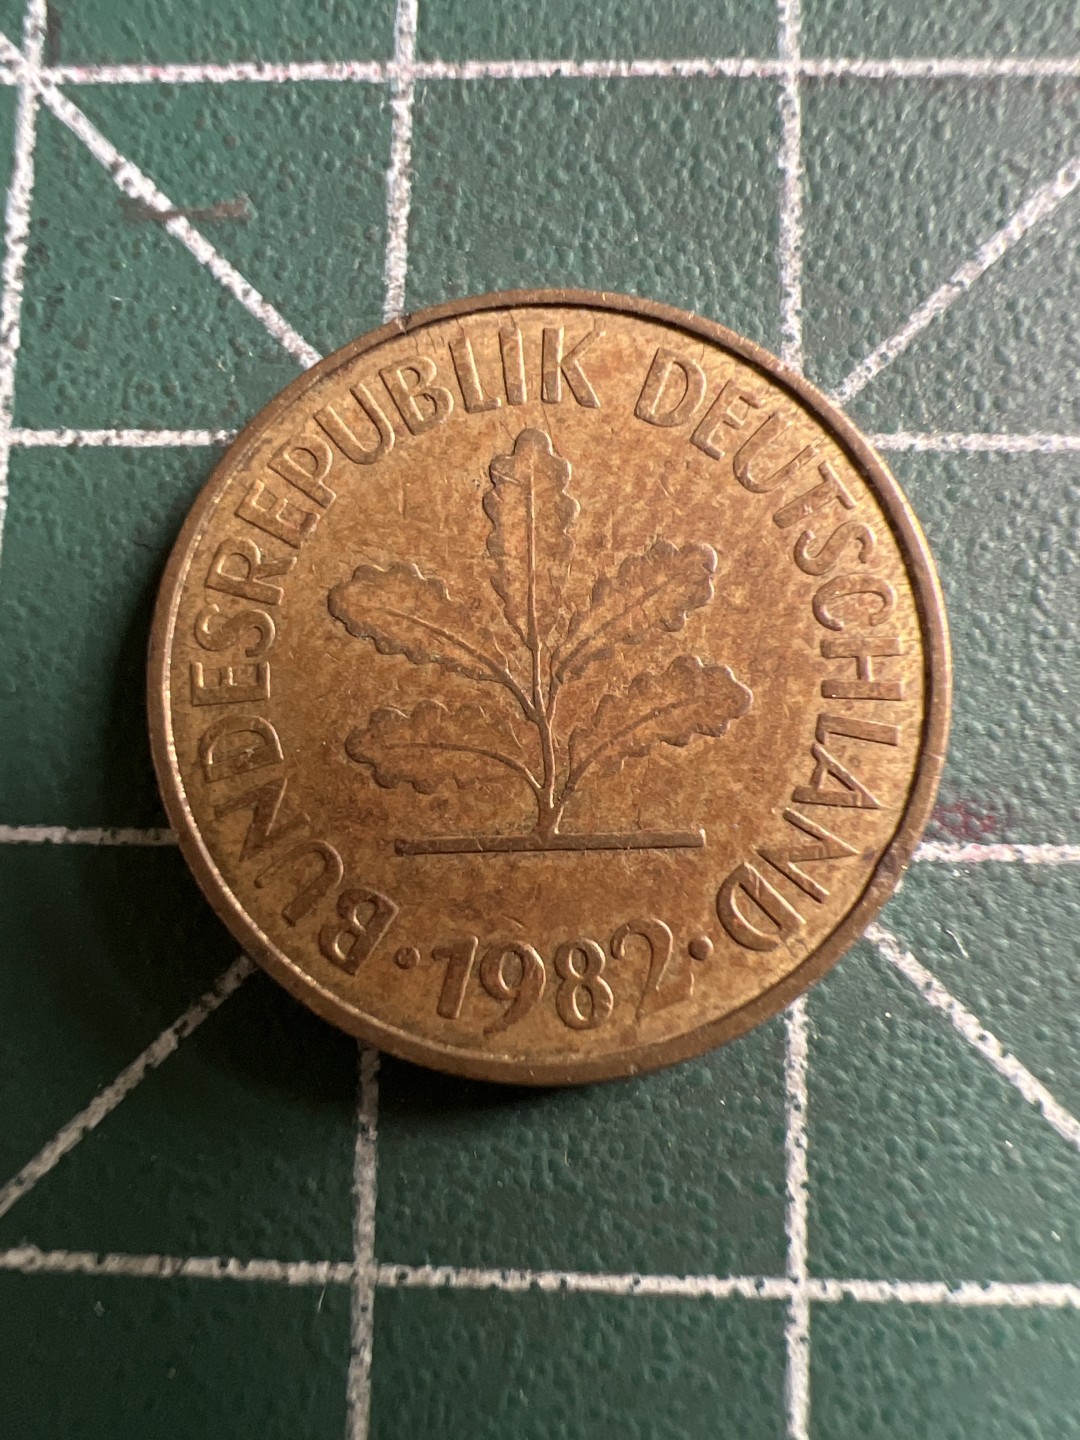 BUNDESREPUBLIK DEUTSCHLAND
· 1982 ·